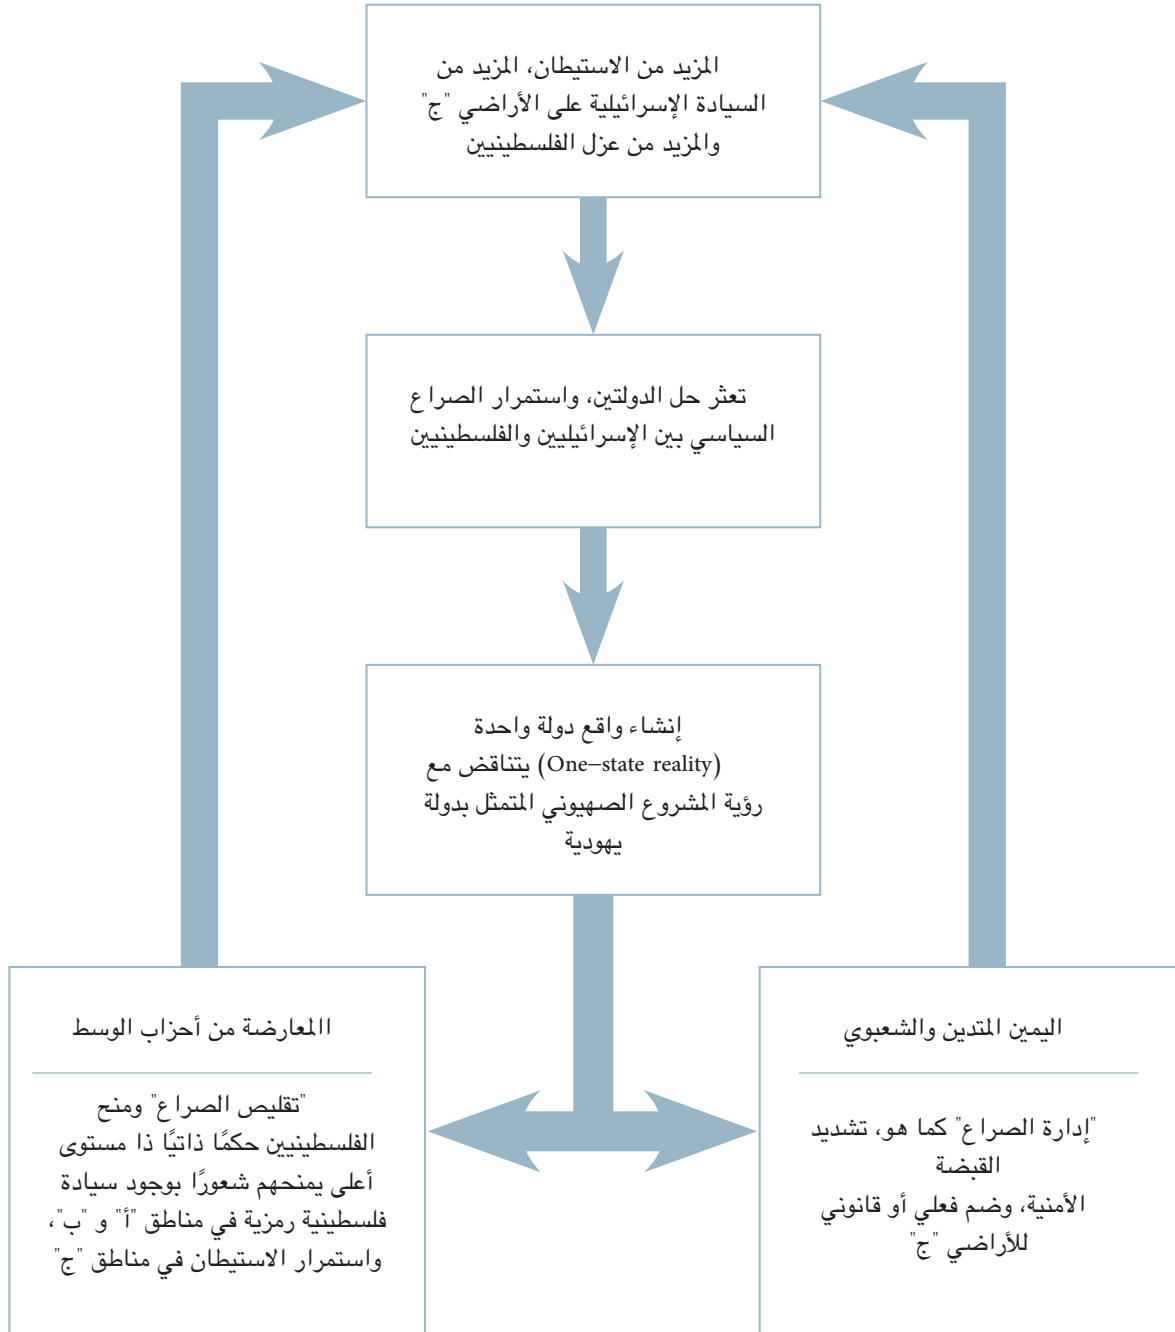 المزيد من الاستيطان، المزيد من
السيادة الإسرائيلية على الأراضي "ج"
والمزيد من عزل الفلسطينيين
تعثر حل الدولتين، واستمرار الصراع
السياسي بين الإسرائيليين والفلسطينيين
إنشاء واقع دولة واحدة
(One–state reality) يتناقض مع
رؤية المشروع الصهيوني المتمثل بدولة
يهودية
اليمين المتدين والشعبوي
"إدارة الصراع" كما هو، تشديد
القبضة
الأمنية، وضم فعلي أو قانوني
للأراضي "ج"
االمعارضة من أحزاب الوسط
"تقليص الصراع" ومنح
الفلسطينيين حكمًا ذاتيًا ذا مستوى
أعلى يمنحهم شعورًا بوجود سيادة
فلسطينية رمزية في مناطق "أ" و "ب"،
واستمرار الاستيطان في مناطق "ج"